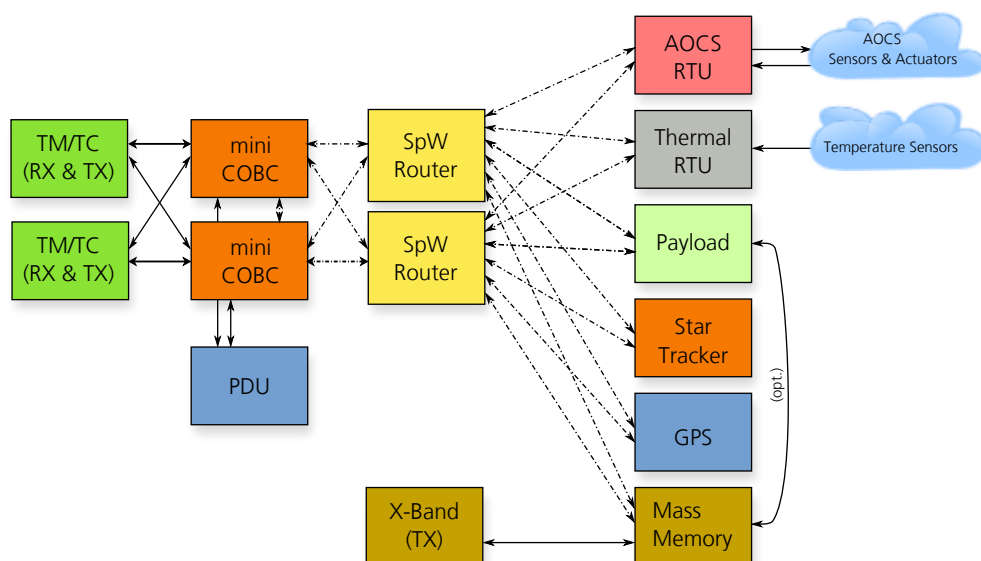 AOCS
RTU
AOCS
Sensors & Actuators
TM/TC
(RX & TX)
mini
COBC
SpW
Router
Thermal
RTU
Temperature Sensors
TM/TC
(RX & TX)
mini
COBC
SpW
Router
Payload
Star
Tracker
(opt.)
PDU
GPS
X-Band
(TX)
Mass
Memory